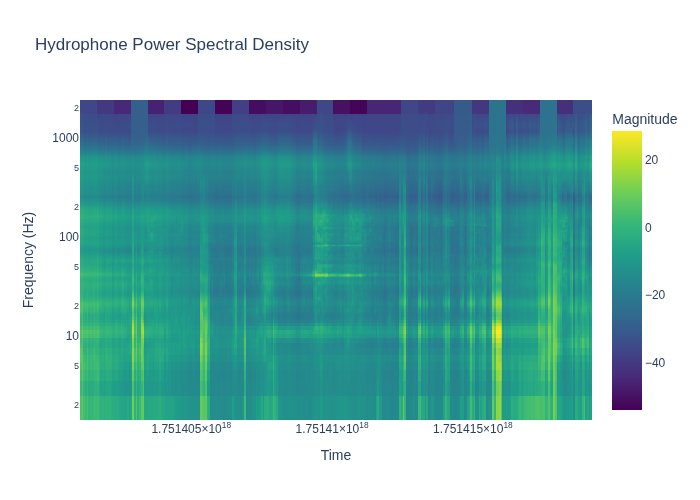 Hydrophone Power Spectral Density
Magnitude
20
0
−20
−40
Frequency (Hz)
2
1000
5
2
100
5
2
10
5
2
1.751405×10¹⁸ 1.75141×10¹⁸ 1.751415×10¹⁸
Time